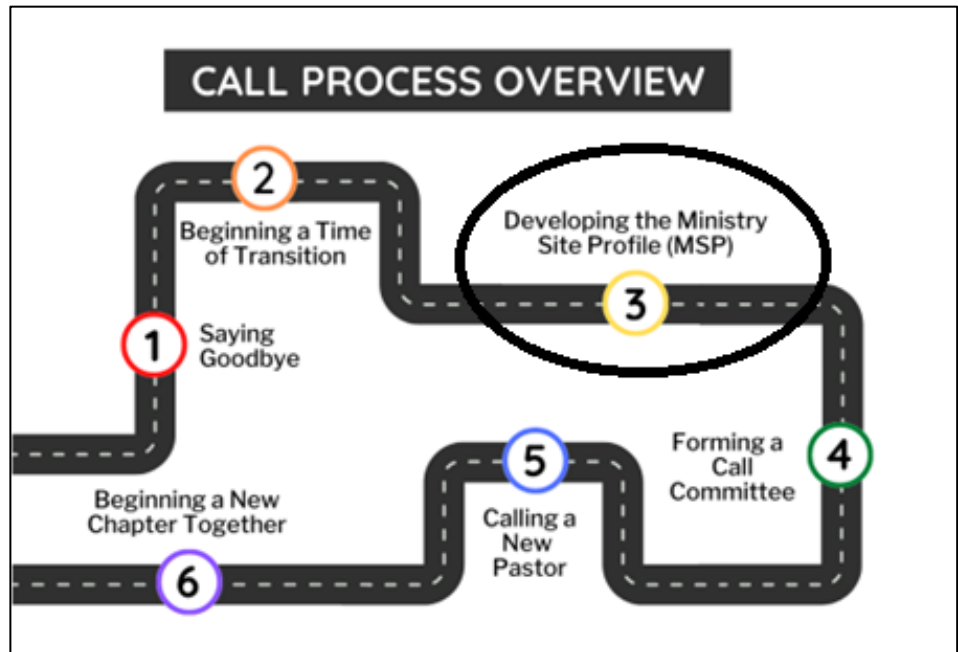 CALL PROCESS OVERVIEW
1
Saying
Goodbye
2
Beginning a Time
of Transition
Developing the Ministry
Site Profile (MSP)
3
4
Forming a
Call
Committee
5
Calling a
New
Pastor
Beginning a New
Chapter Together
6